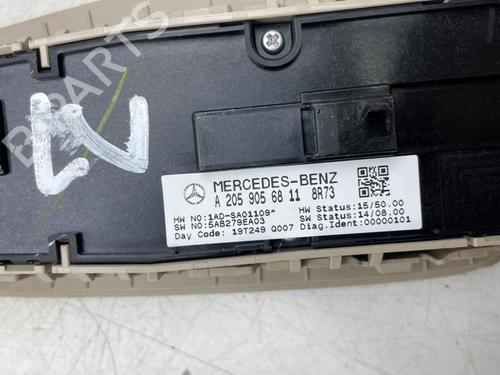 B-PARTS
MERCEDES-BENZ
A 205 905 68 11 8R73
HW NO:1AD-SA01109" HW Status:15/50.00
SW NO:5AB279EA03 SW Status:14/08.00
Day Code: 19T249 Q007 Diag.Ident:00000101